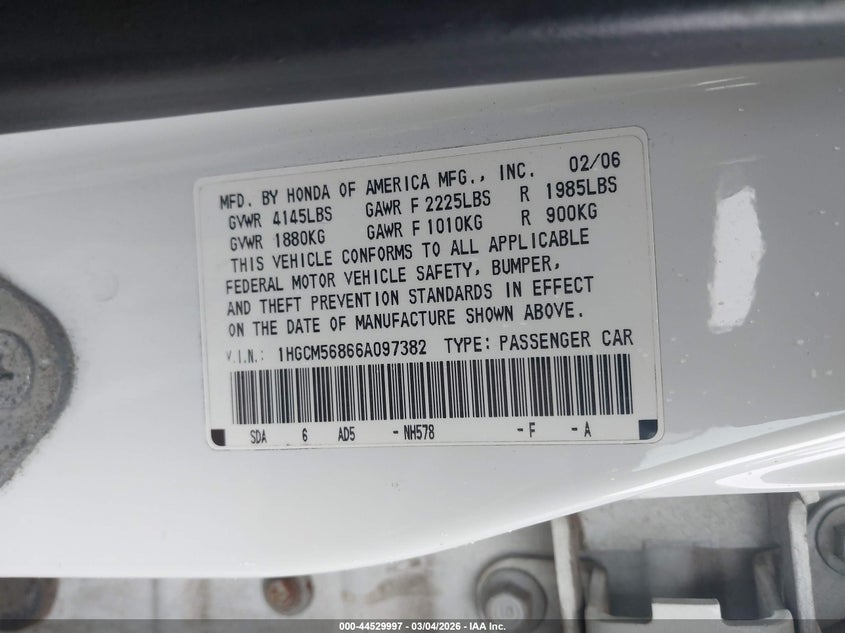 MFD. BY HONDA OF AMERICA MFG., INC. 02/06
GVWR 4145LBS GAWR F 2225LBS R 1985LBS
GVWR 1880KG GAWR F 1010KG R 900KG
THIS VEHICLE CONFORMS TO ALL APPLICABLE
FEDERAL MOTOR VEHICLE SAFETY, BUMPER,
AND THEFT PREVENTION STANDARDS IN EFFECT
ON THE DATE OF MANUFACTURE SHOWN ABOVE.
V.I.N.: 1HGCM56866A097382 TYPE: PASSENGER CAR
SDA 6 AD5 -NH578 -F -A
000-44529997 - 03/04/2026 - IAA Inc.